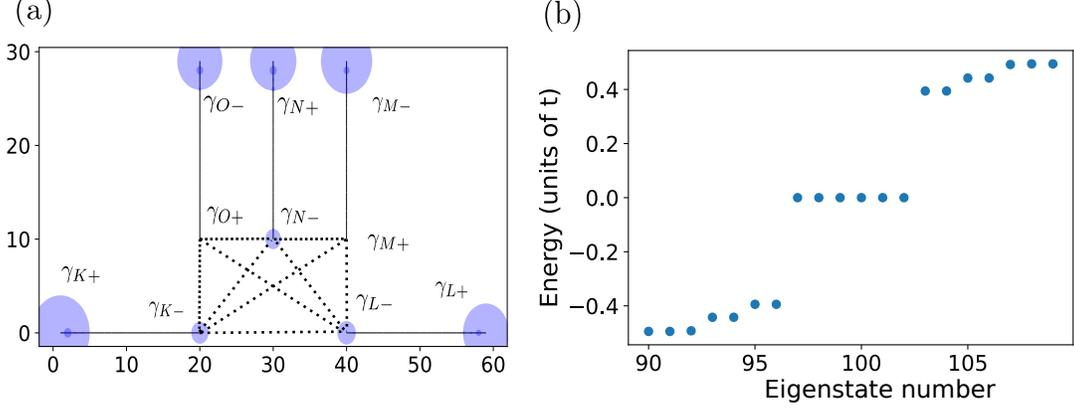 (a)
(b)
30
20
10
0
0 10 20 30 40 50 60
γO− γN+ γM−
γO+ γN−
γM+
γK+
γL+
γK−
γL−
Energy (units of t)
0.4
0.2
0.0
−0.2
−0.4
90 95 100 105
Eigenstate number